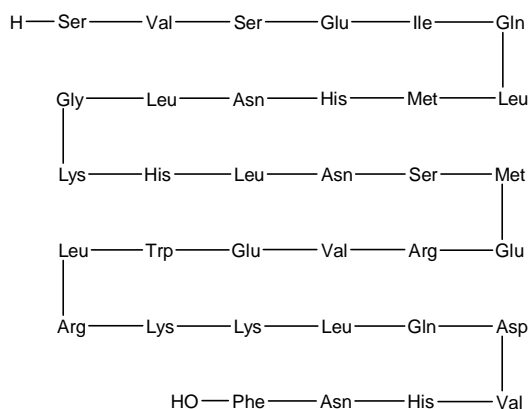 H Ser Val Ser Glu Ile Gln
Gly Leu Asn His Met Leu
Lys His Leu Asn Ser Met
Leu Trp Glu Val Arg Glu
Arg Lys Lys Leu Gln Asp
HO Phe Asn His Val